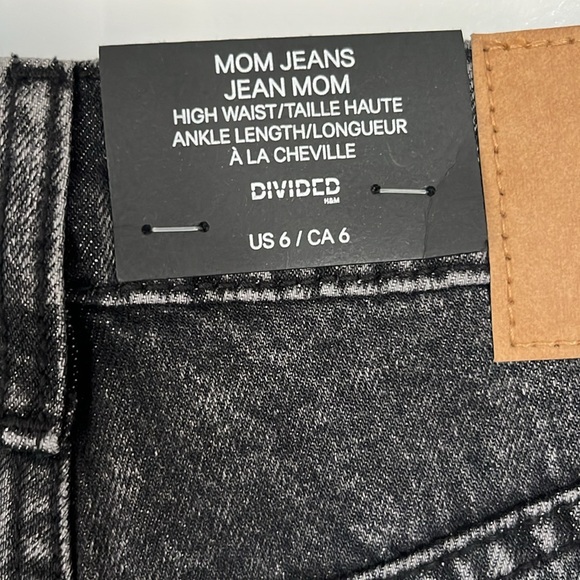 MOM JEANS
JEAN MOM
HIGH WAIST/TAILLE HAUTE
ANKLE LENGTH/LONGUEUR
À LA CHEVILLE
DIVIDED
H&M
US 6 / CA 6